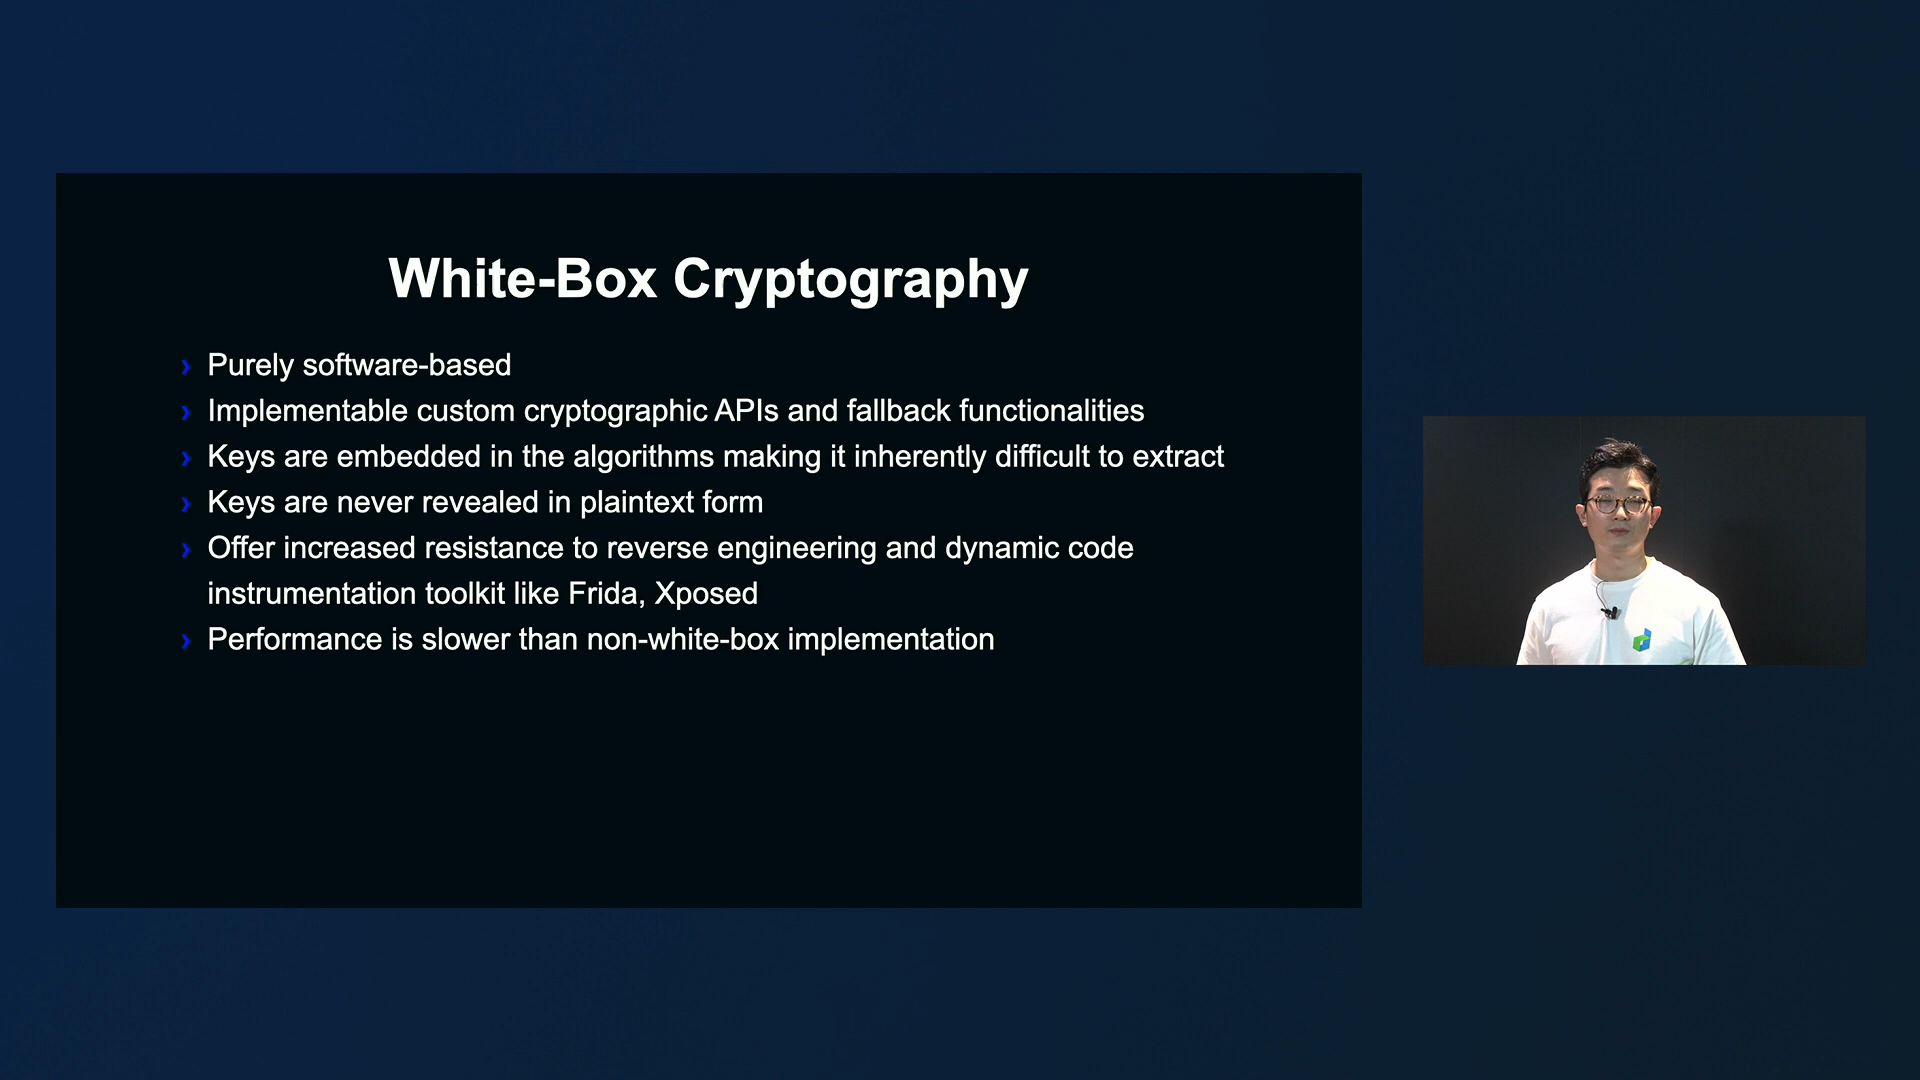 White-Box Cryptography
› Purely software-based
› Implementable custom cryptographic APIs and fallback functionalities
› Keys are embedded in the algorithms making it inherently difficult to extract
› Keys are never revealed in plaintext form
› Offer increased resistance to reverse engineering and dynamic code
instrumentation toolkit like Frida, Xposed
› Performance is slower than non-white-box implementation